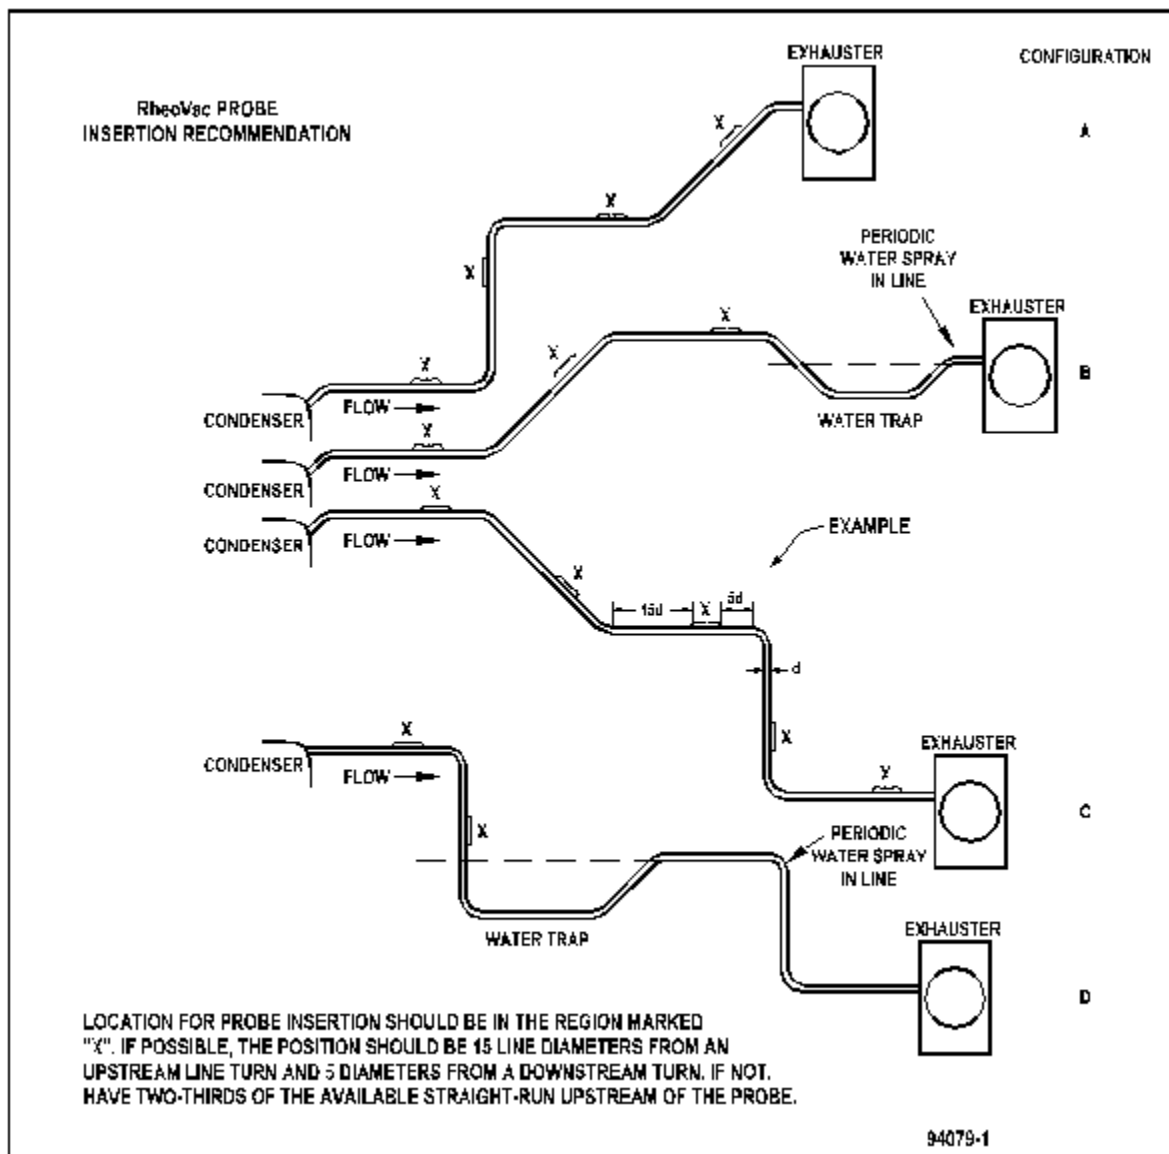 RheoVac PROBE
INSERTION RECOMMENDATION
EXHAUSTER
CONFIGURATION
A
X
X
X
X
CONDENSER
FLOW
PERIODIC
WATER SPRAY
IN LINE
EXHAUSTER
B
X
X
X
WATER TRAP
CONDENSER
FLOW
X
CONDENSER
FLOW
EXAMPLE
X
15d
X
5d
d
X
X
EXHAUSTER
C
X
CONDENSER
FLOW
X
PERIODIC
WATER SPRAY
IN LINE
WATER TRAP
EXHAUSTER
D
LOCATION FOR PROBE INSERTION SHOULD BE IN THE REGION MARKED
"X". IF POSSIBLE, THE POSITION SHOULD BE 15 LINE DIAMETERS FROM AN
UPSTREAM LINE TURN AND 5 DIAMETERS FROM A DOWNSTREAM TURN. IF NOT.
HAVE TWO-THIRDS OF THE AVAILABLE STRAIGHT-RUN UPSTREAM OF THE PROBE.
94079-1